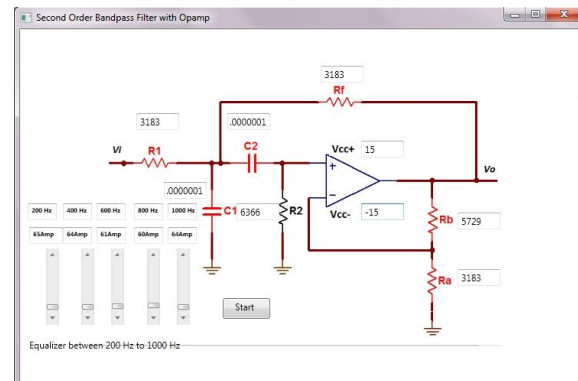 Second Order Bandpass Filter with Opamp
3183
Rf
3183
.0000001
Vi
R1
C2
Vcc+ 15
Vo
.0000001
200 Hz 400 Hz 600 Hz 800 Hz 1000 Hz
C1 6366 R2
Vcc- -15
Rb 5729
65Amp 64Amp 61Amp 60Amp 64Amp
Ra 3183
Start
Equalizer between 200 Hz to 1000 Hz